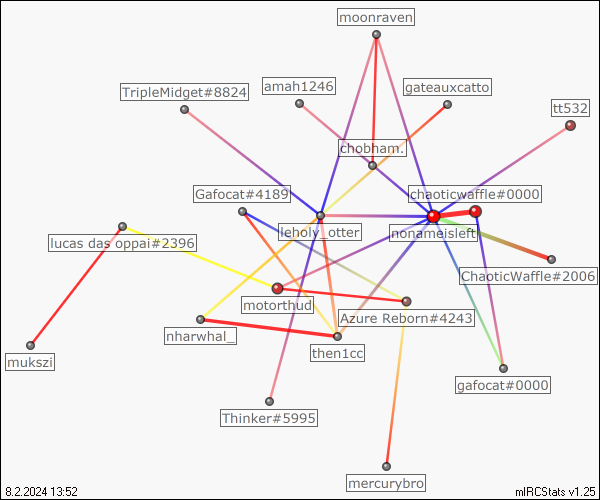 moonraven
TripleMidget#8824
amah1246
gateauxcatto
tt532
chobham.
Gafocat#4189
chaoticwaffle#0000
leholy_otter
nonameisleft
lucas das oppai#2396
ChaoticWaffle#2006
motorthud
Azure Reborn#4243
nharwhal_
then1cc
mukszi
gafocat#0000
Thinker#5995
mercurybro
8.2.2024 13:52
mIRCStats v1.25